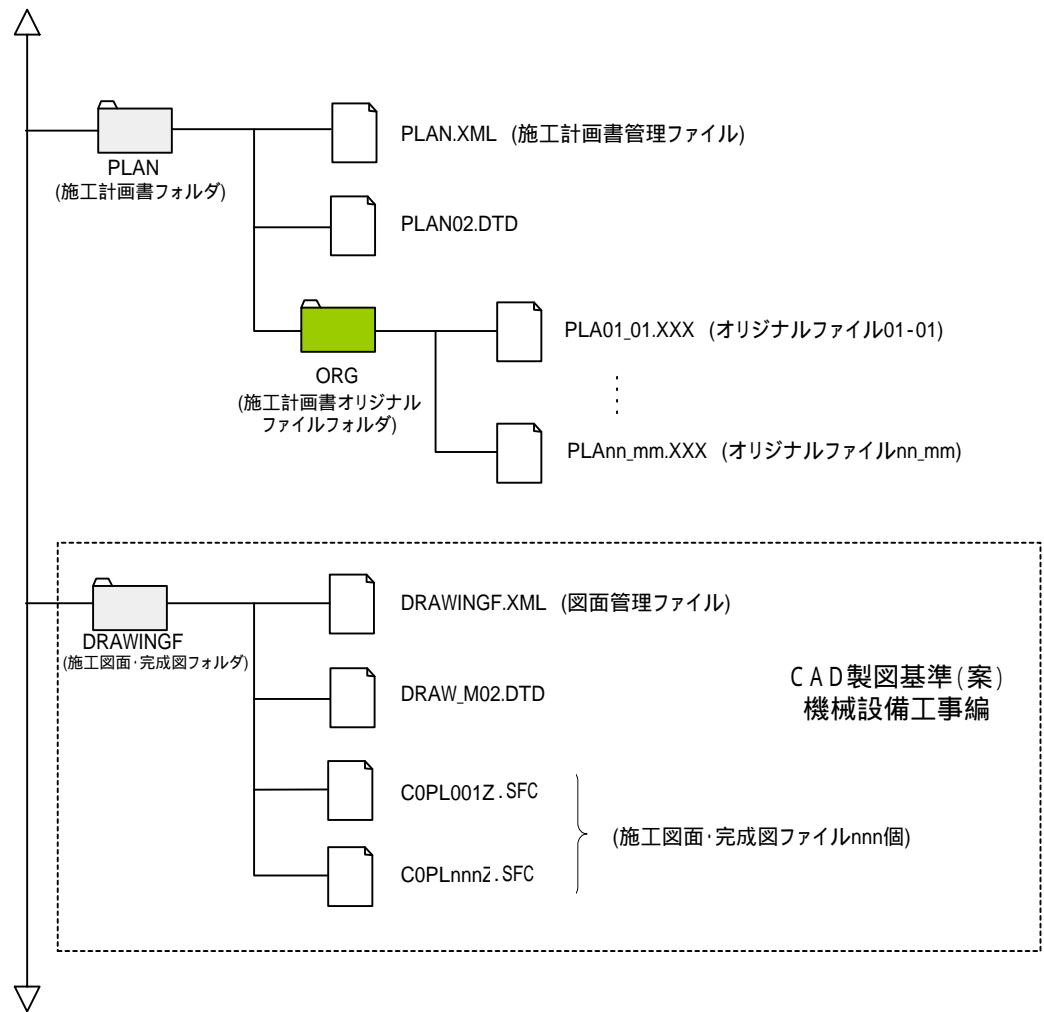 PLAN.XML (施工計画書管理ファイル)
PLAN
(施工計画書フォルダ)
PLAN02.DTD
PLA01_01.XXX (オリジナルファイル01-01)
ORG
(施工計画書オリジナル
ファイルフォルダ)
PLAnn_mm.XXX (オリジナルファイルnn_mm)
DRAWINGF.XML (図面管理ファイル)
DRAWINGF
(施工図面・完成図フォルダ)
CAD製図基準(案)
機械設備工事編
DRAW_M02.DTD
C0PL001Z.SFC
(施工図面・完成図ファイルnnn個)
C0PLnnnZ.SFC